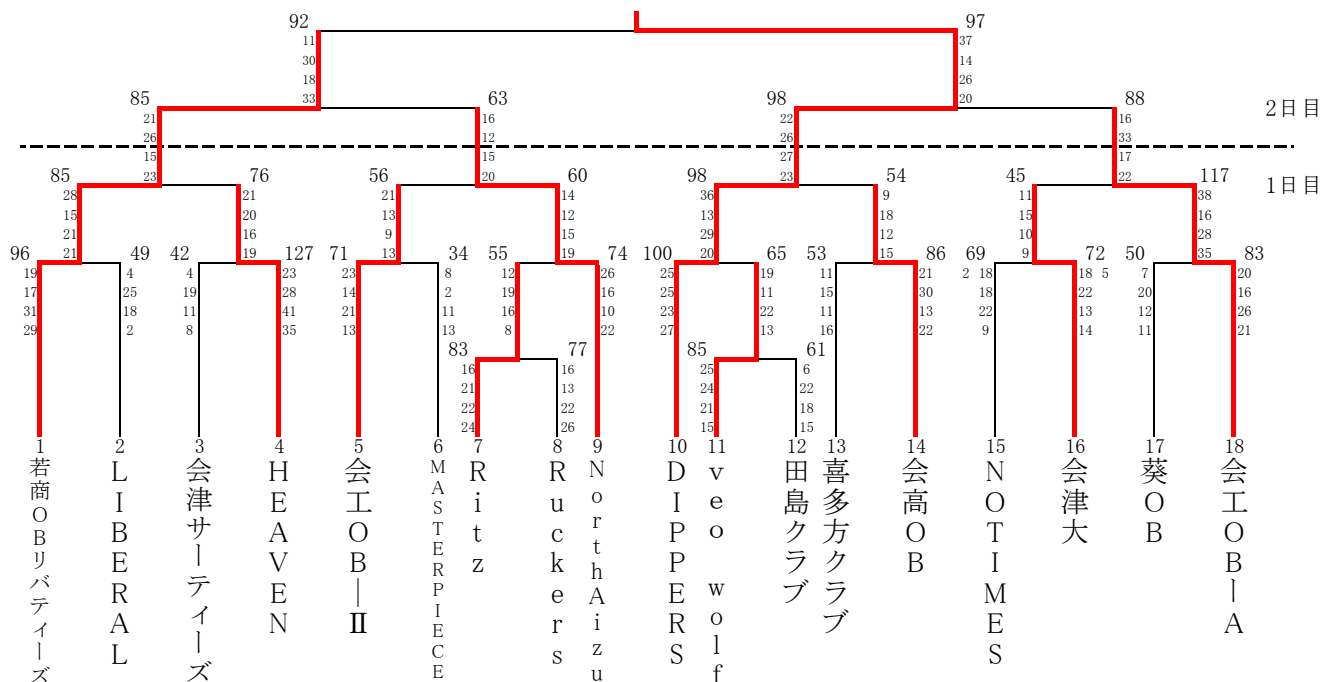 92 97
11 37
30 14
18 26
33 20
85 63 98 88
2日目
21 16 22 16
26 12 26 33
15 15 27 17
23 20 23 22
85 76 56 60 98 54 45 117
1日目
28 21 21 14 36 9 11 38
15 20 13 12 13 18 15 16
21 16 9 15 29 12 10 28
21 19 13 19 20 15 9 35
96 49 42 127 71 34 55 74 100 65 53 86 69 72 50 83
19 4 4 23 23 8 12 26 25 19 11 21 2 18 18 5 7 20
17 25 19 28 14 2 19 16 25 11 15 30 18 22 20 16
31 18 11 41 21 11 16 10 23 22 11 13 22 13 12 26
29 2 8 35 13 13 8 22 27 13 16 22 9 14 11 21
83 77 85 61
16 16 25 6
21 13 24 22
22 22 21 18
24 26 15 15
1 2 3 4 5 6 7 8 9 10 11 12 13 14 15 16 17 18
若商OBリバティーズ
LIBERAL
会津サーティーズ
HEAVEN
会工OB―Ⅱ
MASTERPIECE
Ritz
Ruckers
NorthAizu
DIPPERS
veo wolf
田島クラブ
喜多方クラブ
会高OB
NOTIMES
会津大
葵OB
会工OB―A